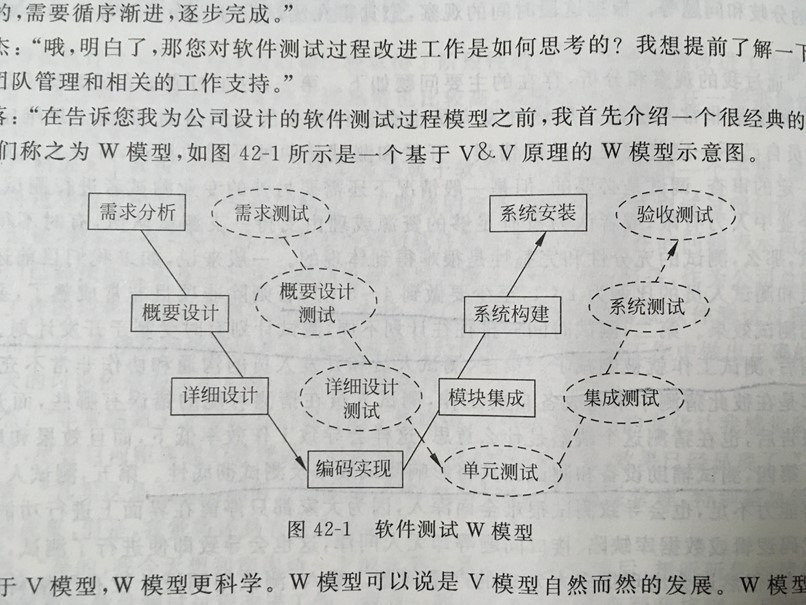 的，需要循序渐进，逐步完成。”
杰：“哦，明白了，那您对软件测试过程改进工作是如何思考的？我想提前了解一下
团队管理和相关的工作支持。”
落：“在告诉您我为公司设计的软件测试过程模型之前，我首先介绍一个很经典的
们称之为 W 模型，如图 42-1 所示是一个基于 V&V 原理的 W 模型示意图。
需求分析 需求测试 系统安装 验收测试
概要设计 概要设计
测试 系统构建 系统测试
详细设计 详细设计
测试 模块集成 集成测试
编码实现 单元测试
图 42-1 软件测试 W 模型
于 V 模型，W 模型更科学。W 模型可以说是 V 模型自然而然的发展。W 模型